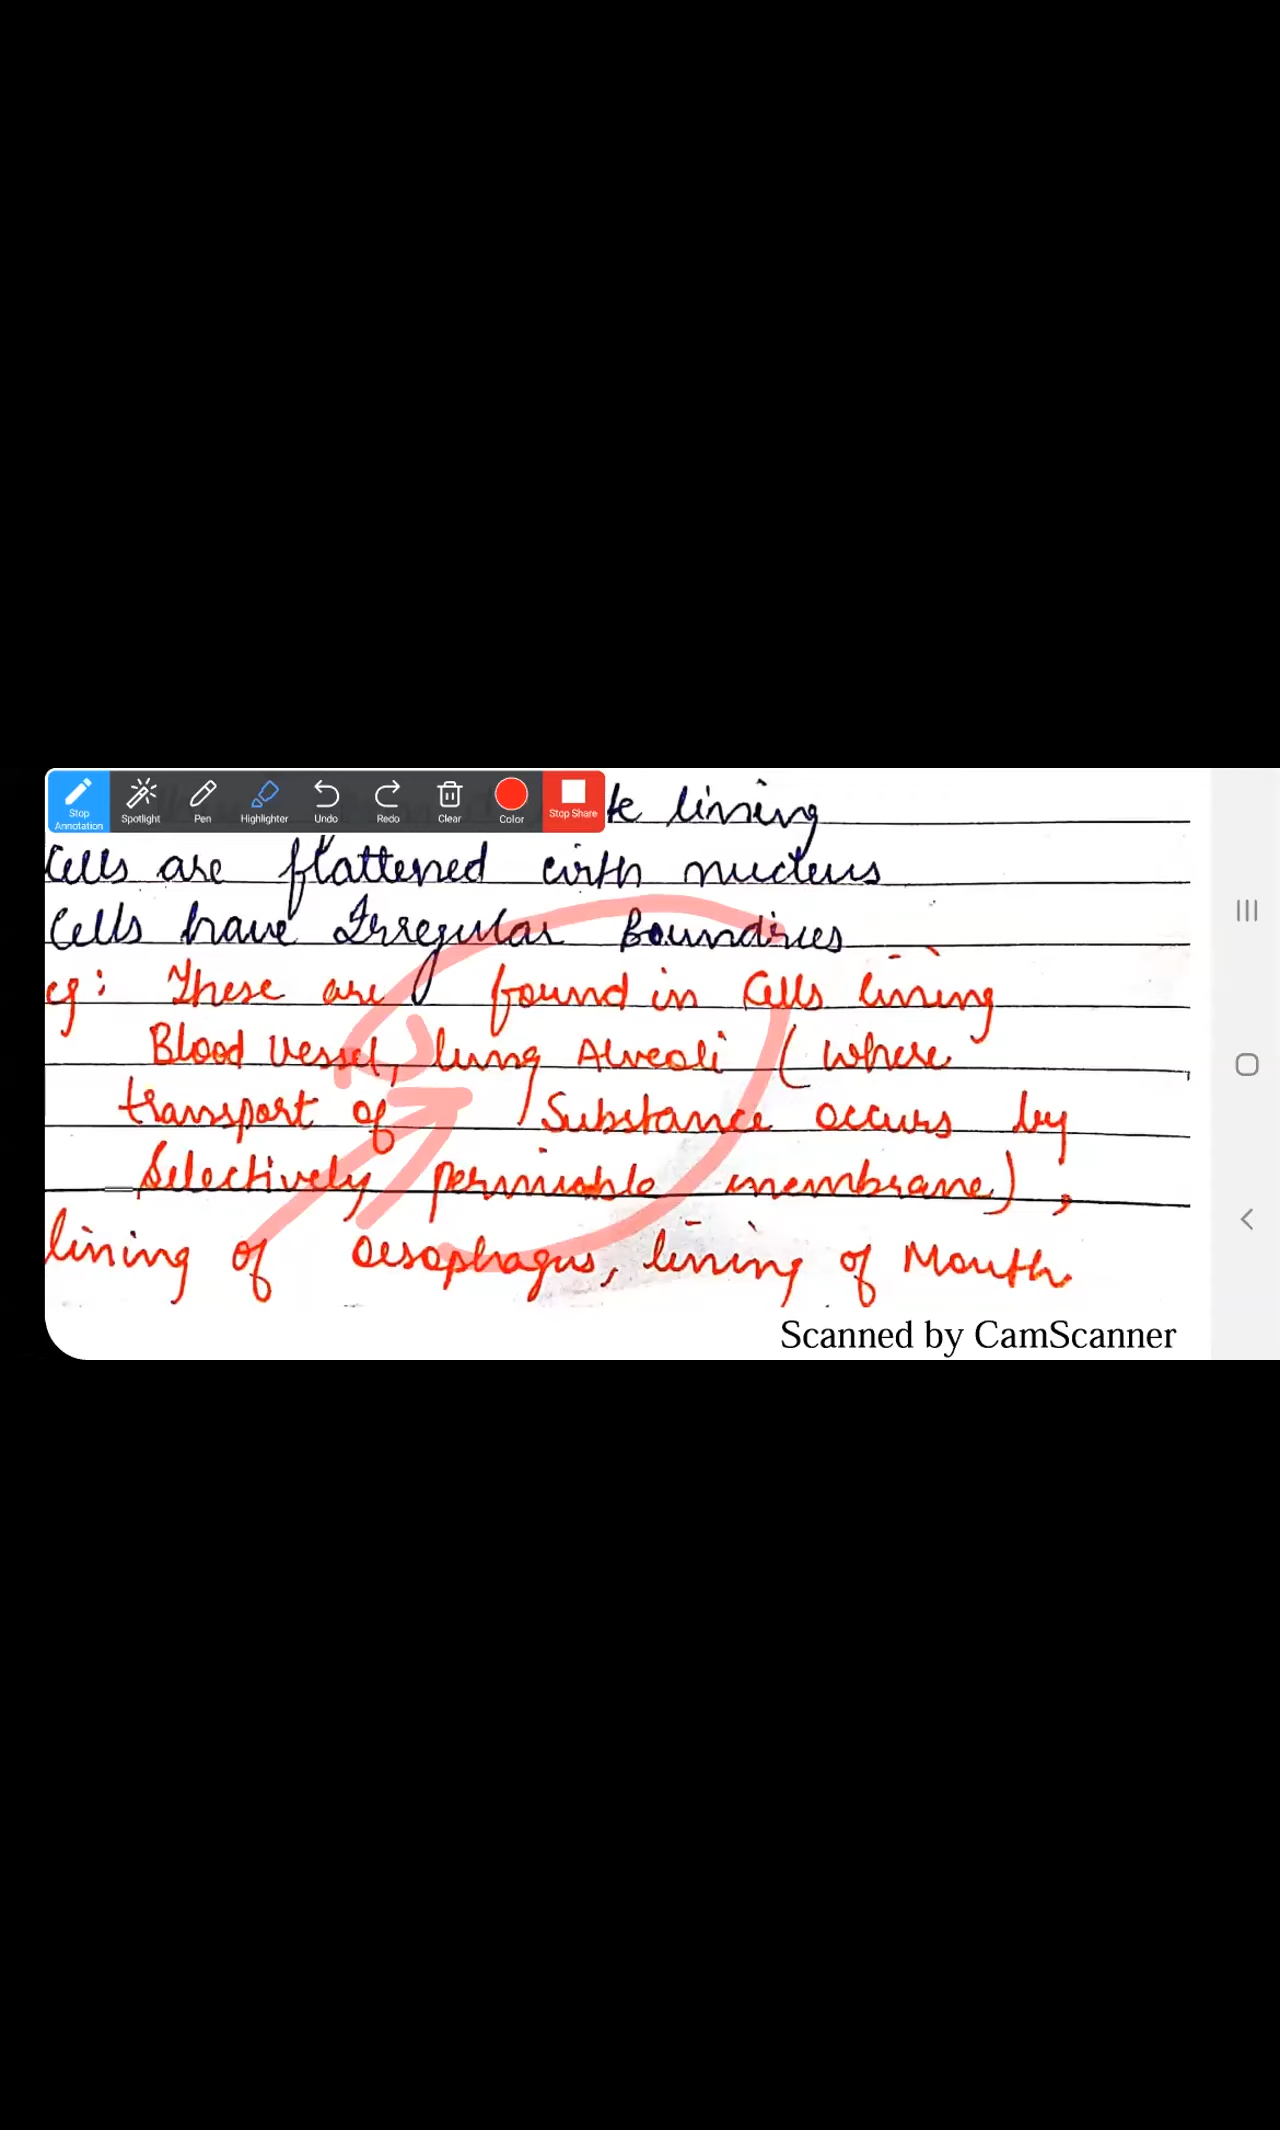 Stop Annotation Spotlight Pen Highlighter Undo Redo Clear Color Stop Share
lining
Cells are flattened with nucleus
Cells have Irregular Boundries
eg: These are found in Cells lining
Blood Vessel, lung Alveoli (where
transport of Substance occurs by
Selectively permiable membrane),
lining of oesophagus, lining of Mouth.
Scanned by CamScanner